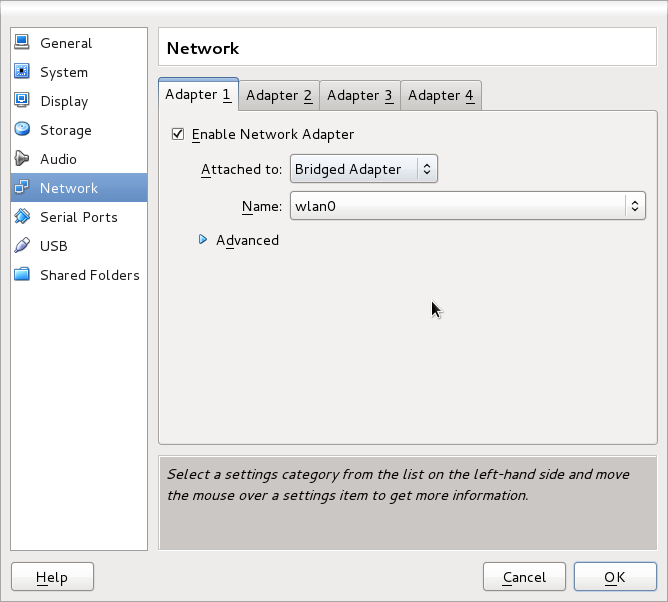 General
System
Display
Storage
Audio
Network
Serial Ports
USB
Shared Folders
Network
Adapter 1 Adapter 2 Adapter 3 Adapter 4
Enable Network Adapter
Attached to: Bridged Adapter
Name: wlan0
Advanced
Select a settings category from the list on the left-hand side and move
the mouse over a settings item to get more information.
Help Cancel OK